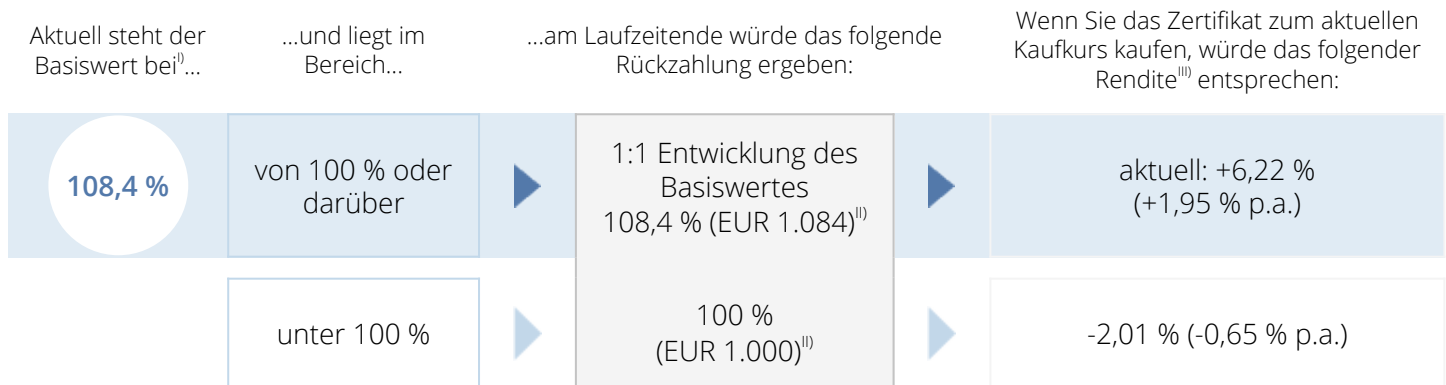 Aktuell steht der
Basiswert bei^I)...
...und liegt im
Bereich...
...am Laufzeitende würde das folgende
Rückzahlung ergeben:
Wenn Sie das Zertifikat zum aktuellen
Kaufkurs kaufen, würde das folgender
Rendite^III) entsprechen:
108,4 %
von 100 % oder
darüber
1:1 Entwicklung des
Basiswertes
108,4 % (EUR 1.084)^II)
aktuell: +6,22 %
(+1,95 % p.a.)
unter 100 %
100 %
(EUR 1.000)^II)
-2,01 % (-0,65 % p.a.)